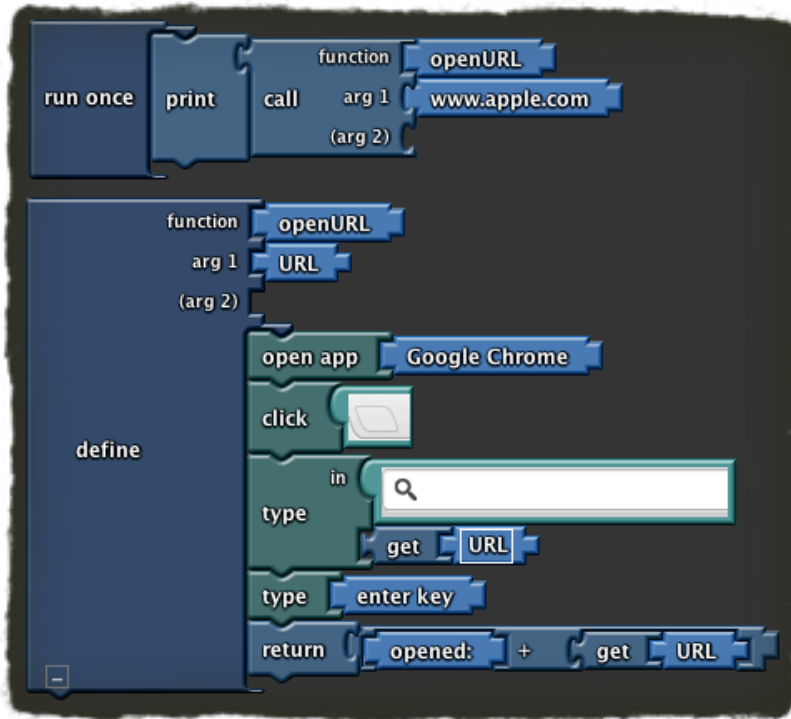 function openURL
run once print call arg 1 www.apple.com
(arg 2)
function openURL
arg 1 URL
(arg 2)
open app Google Chrome
click
define
in
type
get URL
type enter key
return opened: + get URL